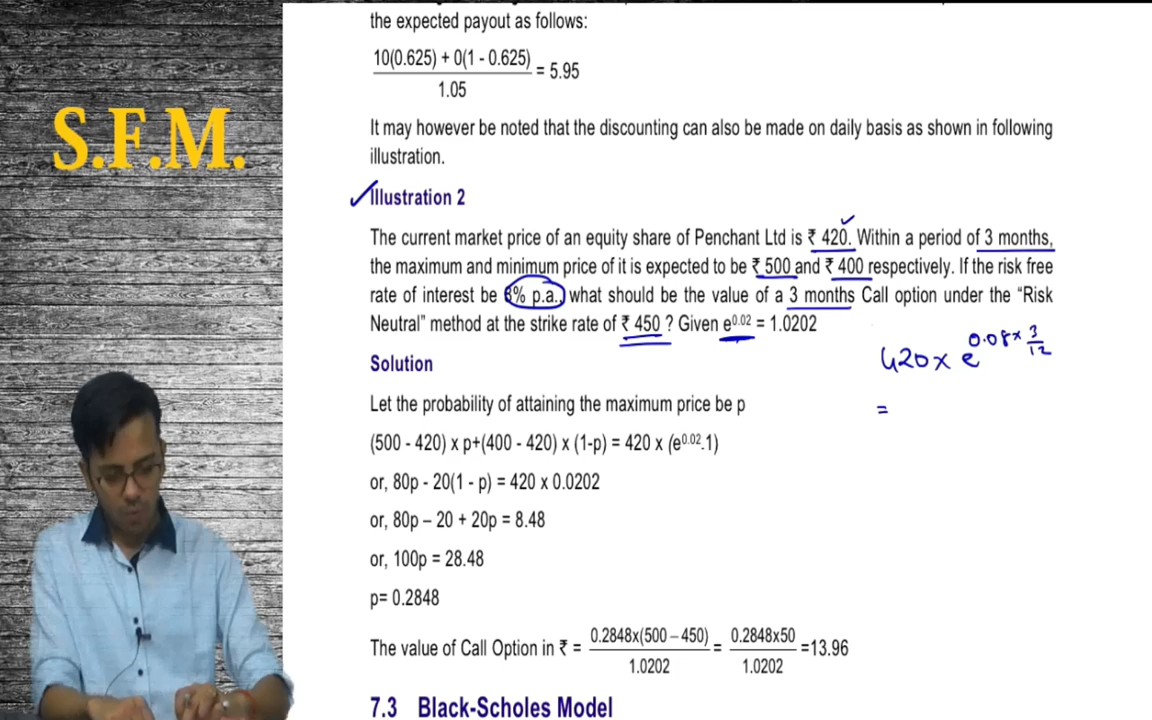 the expected payout as follows:
10(0.625) + 0(1 - 0.625)
1.05
= 5.95
It may however be noted that the discounting can also be made on daily basis as shown in following
illustration.
S.F.M.
Illustration 2
The current market price of an equity share of Penchant Ltd is ₹ 420. Within a period of 3 months,
the maximum and minimum price of it is expected to be ₹ 500 and ₹ 400 respectively. If the risk free
rate of interest be 8% p.a., what should be the value of a 3 months Call option under the “Risk
Neutral” method at the strike rate of ₹ 450 ? Given e^0.02 = 1.0202
420 x e^0.08 x 3/12
=
Solution
Let the probability of attaining the maximum price be p
(500 - 420) x p+(400 - 420) x (1-p) = 420 x (e^0.02-1)
or, 80p - 20(1 - p) = 420 x 0.0202
or, 80p – 20 + 20p = 8.48
or, 100p = 28.48
p= 0.2848
The value of Call Option in ₹ = 0.2848x(500 – 450) / 1.0202 = 0.2848x50 / 1.0202 =13.96
7.3 Black-Scholes Model